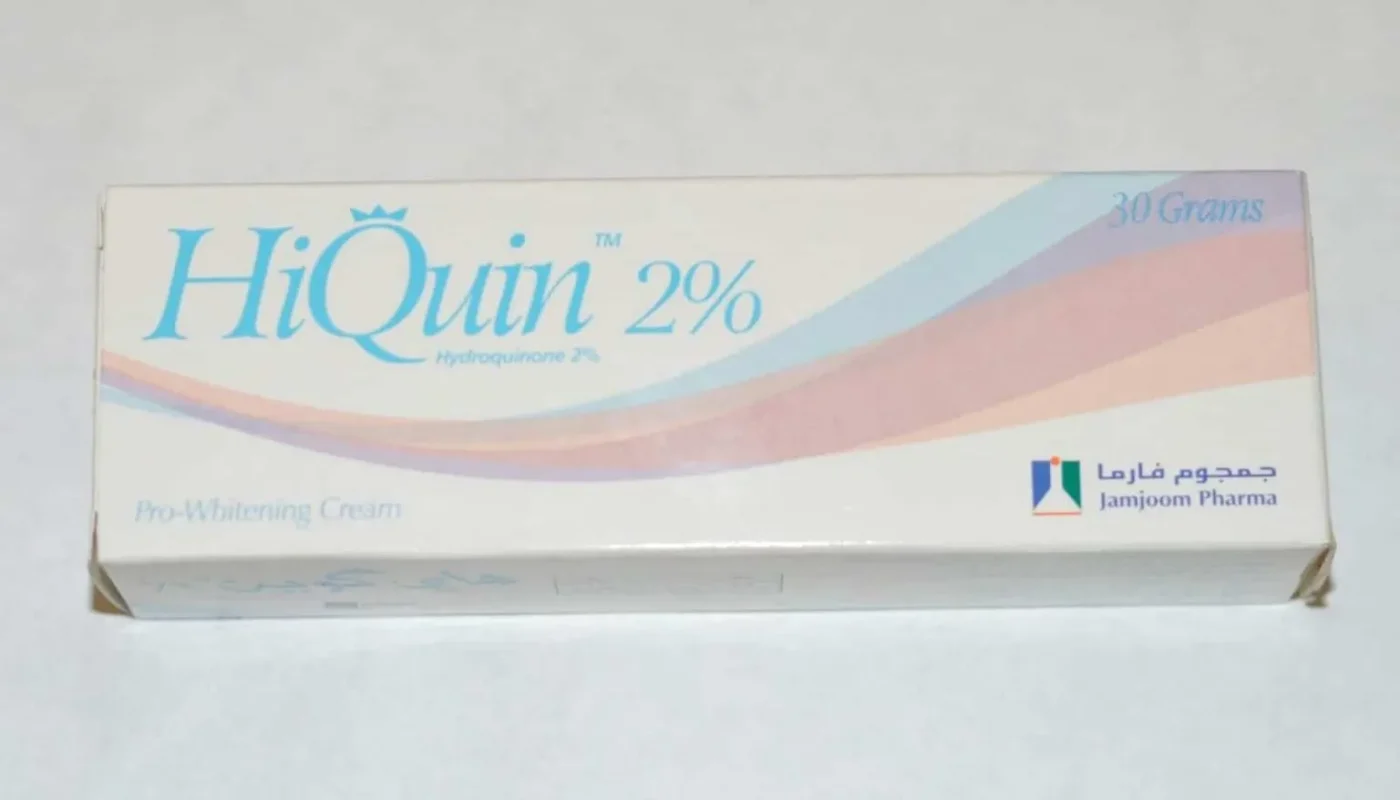 30 Grams
HiQuin™ 2%
Hydroquinone 2%
Pro-Whitening Cream
جمجوم فارما
Jamjoom Pharma